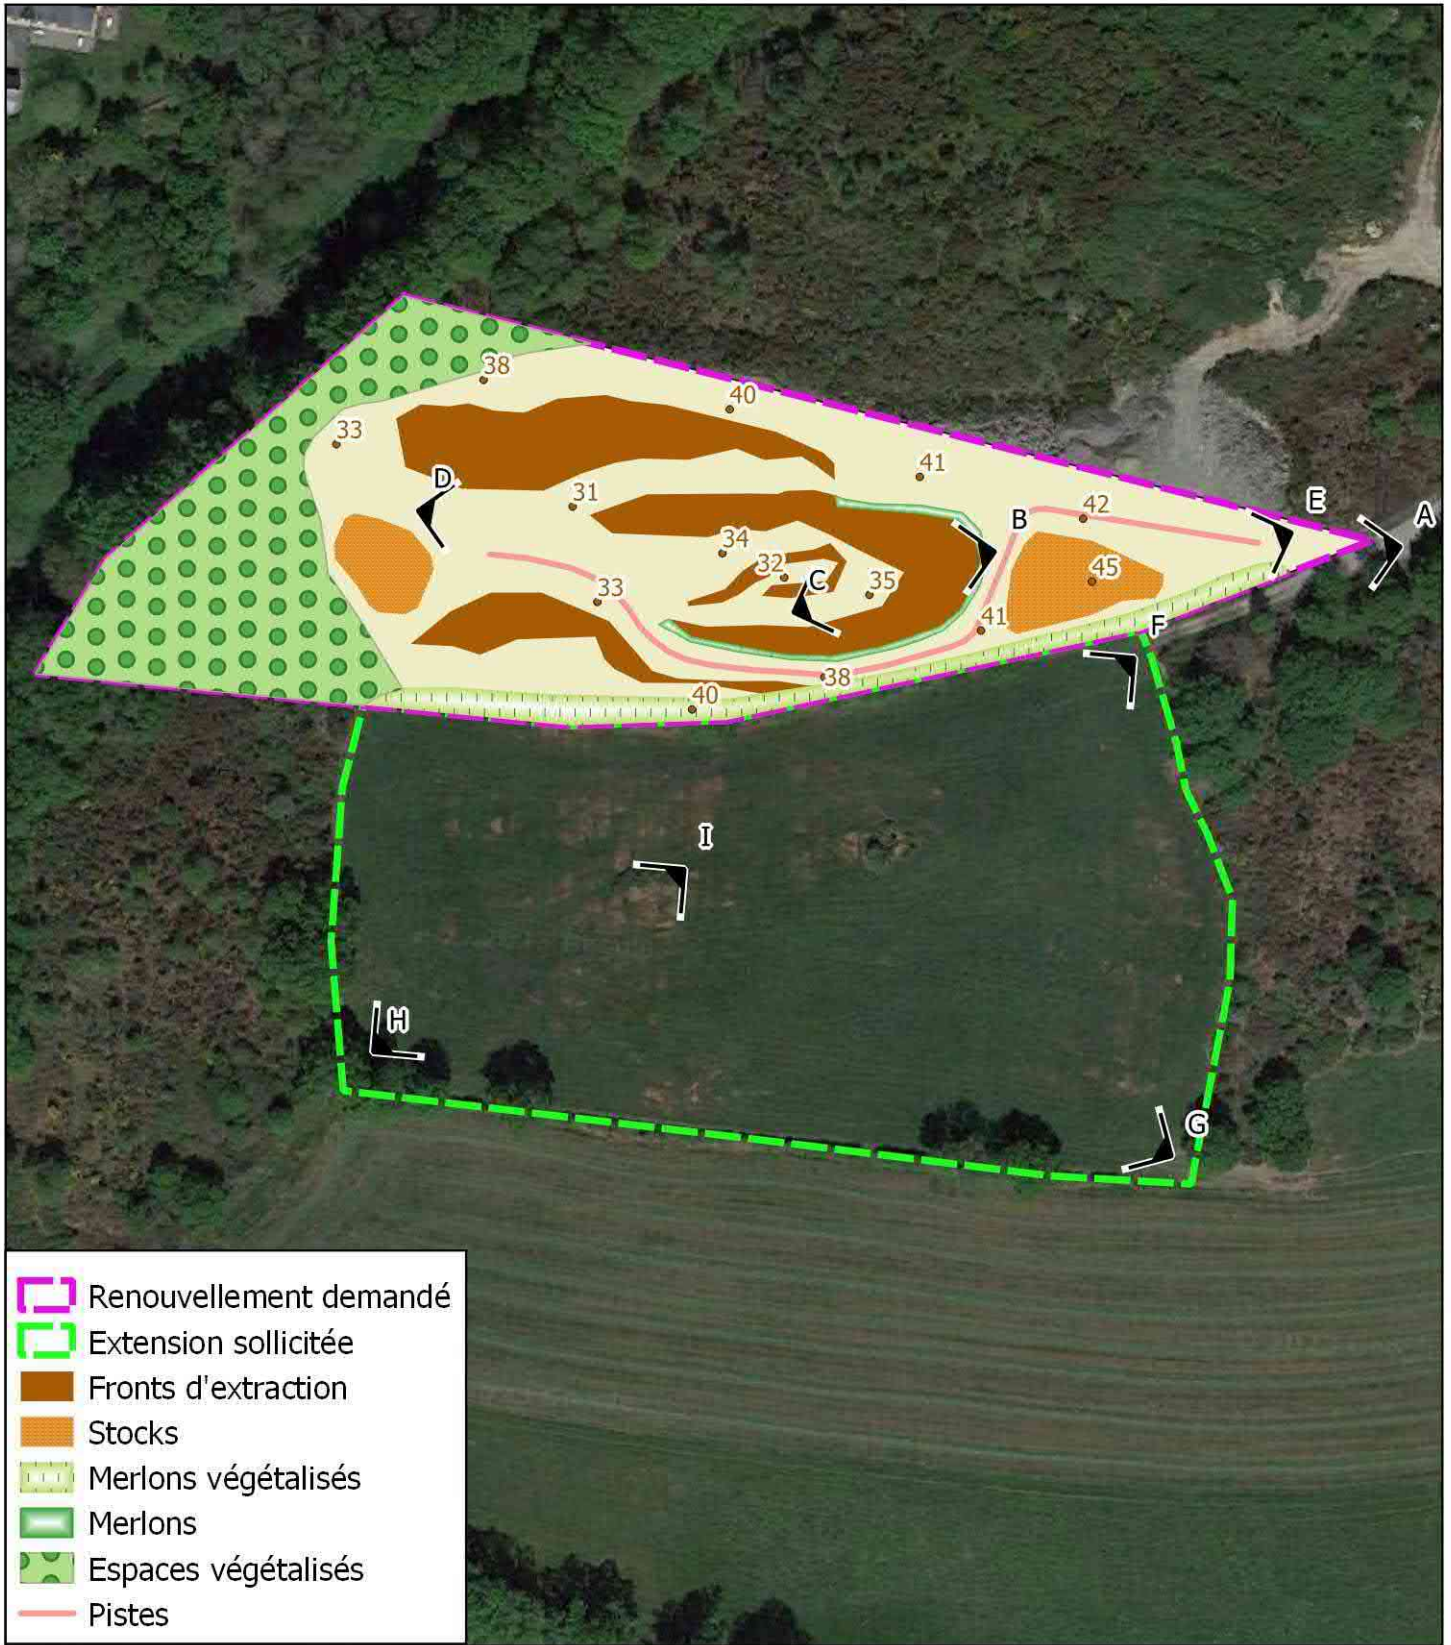 38
40
33
41
D
31
42
E
A
B
34
32
C
35
45
33
41
F
38
40
I
H
G
Renouvellement demandé
Extension sollicitée
Fronts d'extraction
Stocks
Merlons végétalisés
Merlons
Espaces végétalisés
Pistes